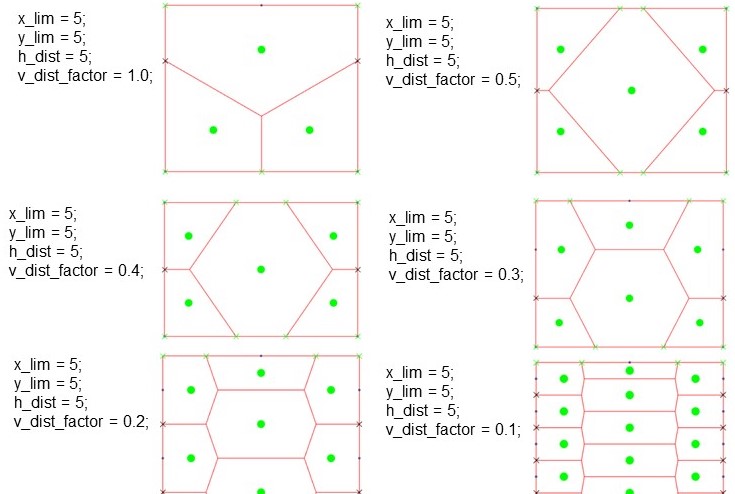 x_lim = 5;
y_lim = 5;
h_dist = 5;
v_dist_factor = 1.0;
x_lim = 5;
y_lim = 5;
h_dist = 5;
v_dist_factor = 0.5;
x_lim = 5;
y_lim = 5;
h_dist = 5;
v_dist_factor = 0.4;
x_lim = 5;
y_lim = 5;
h_dist = 5;
v_dist_factor = 0.3;
x_lim = 5;
y_lim = 5;
h_dist = 5;
v_dist_factor = 0.2;
x_lim = 5;
y_lim = 5;
h_dist = 5;
v_dist_factor = 0.1;